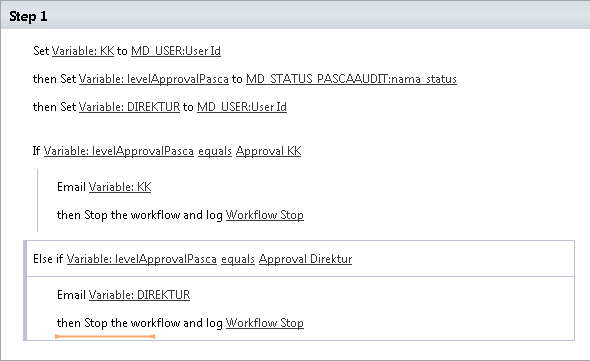 Step 1
Set Variable: KK to MD_USER:User Id
then Set Variable: levelApprovalPasca to MD_STATUS_PASCAAUDIT:nama_status
then Set Variable: DIREKTUR to MD_USER:User Id
If Variable: levelApprovalPasca equals Approval KK
Email Variable: KK
then Stop the workflow and log Workflow Stop
Else if Variable: levelApprovalPasca equals Approval Direktur
Email Variable: DIREKTUR
then Stop the workflow and log Workflow Stop